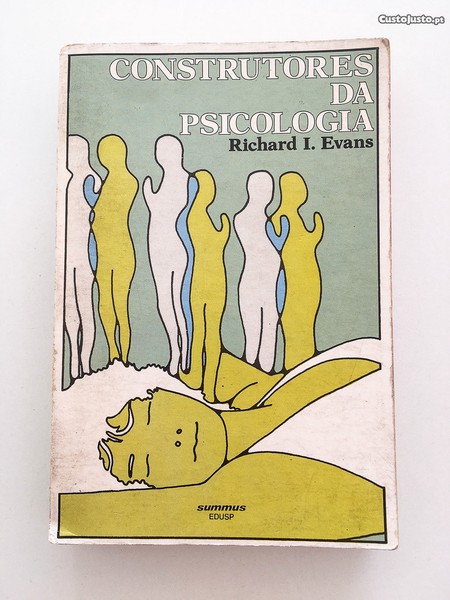 CustoJusto.pt
CONSTRUTORES
DA
PSICOLOGIA
Richard I. Evans
summus
EDUSP